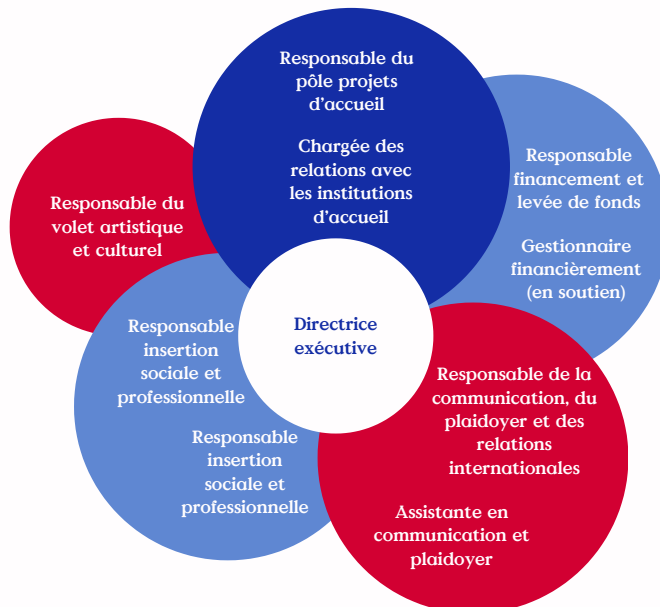 Responsable du
pôle projets
d'accueil
Chargée des
relations avec
les institutions
d'accueil
Responsable
financement et
levée de fonds
Gestionnaire
financièrement
(en soutien)
Responsable du
volet artistique
et culturel
Directrice
exécutive
Responsable
insertion
sociale et
professionnelle
Responsable
insertion
sociale et
professionnelle
Responsable de la
communication, du
plaidoyer et des
relations
internationales
Assistante en
communication et
plaidoyer